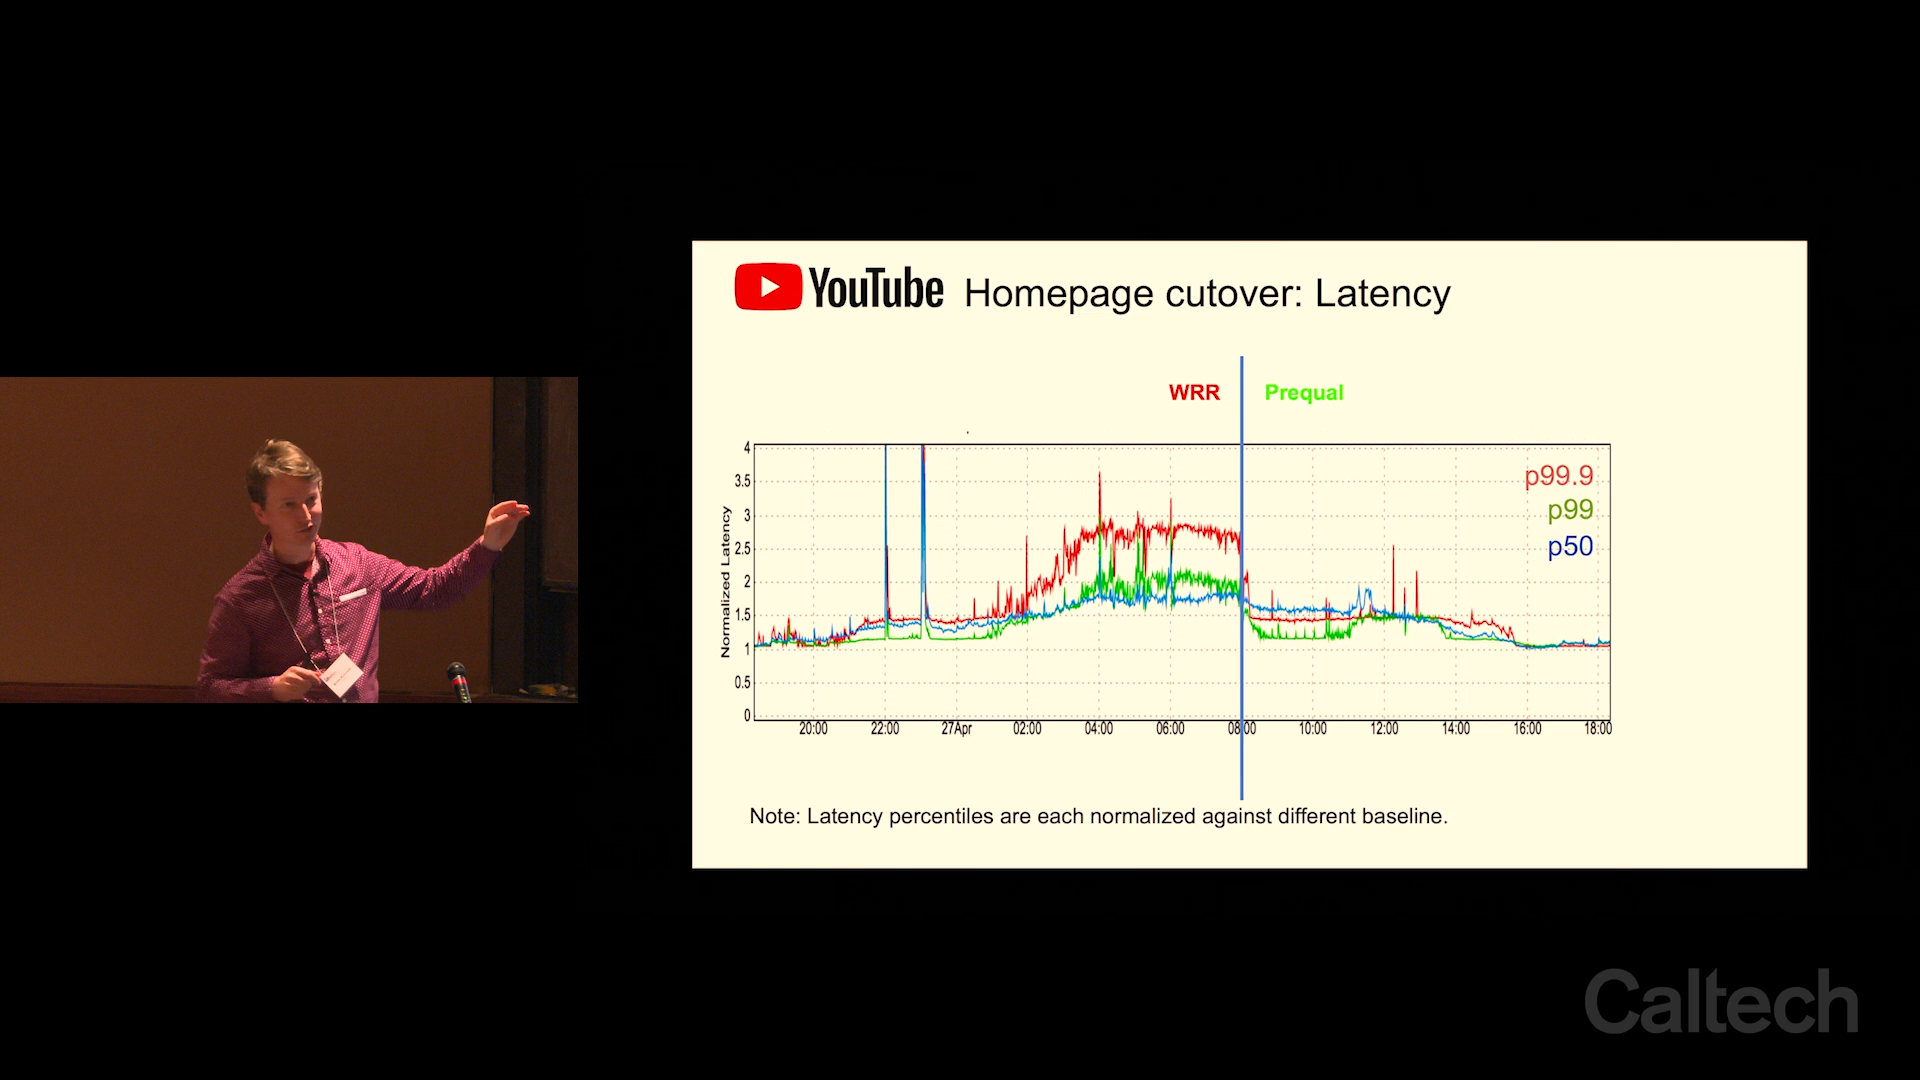 YouTube Homepage cutover: Latency
WRR Prequal
4
3.5
3
2.5
2
1.5
1
0.5
0
Normalized Latency
p99.9
p99
p50
20:00 22:00 27Apr 02:00 04:00 06:00 08:00 10:00 12:00 14:00 16:00 18:00
Note: Latency percentiles are each normalized against different baseline.
Caltech